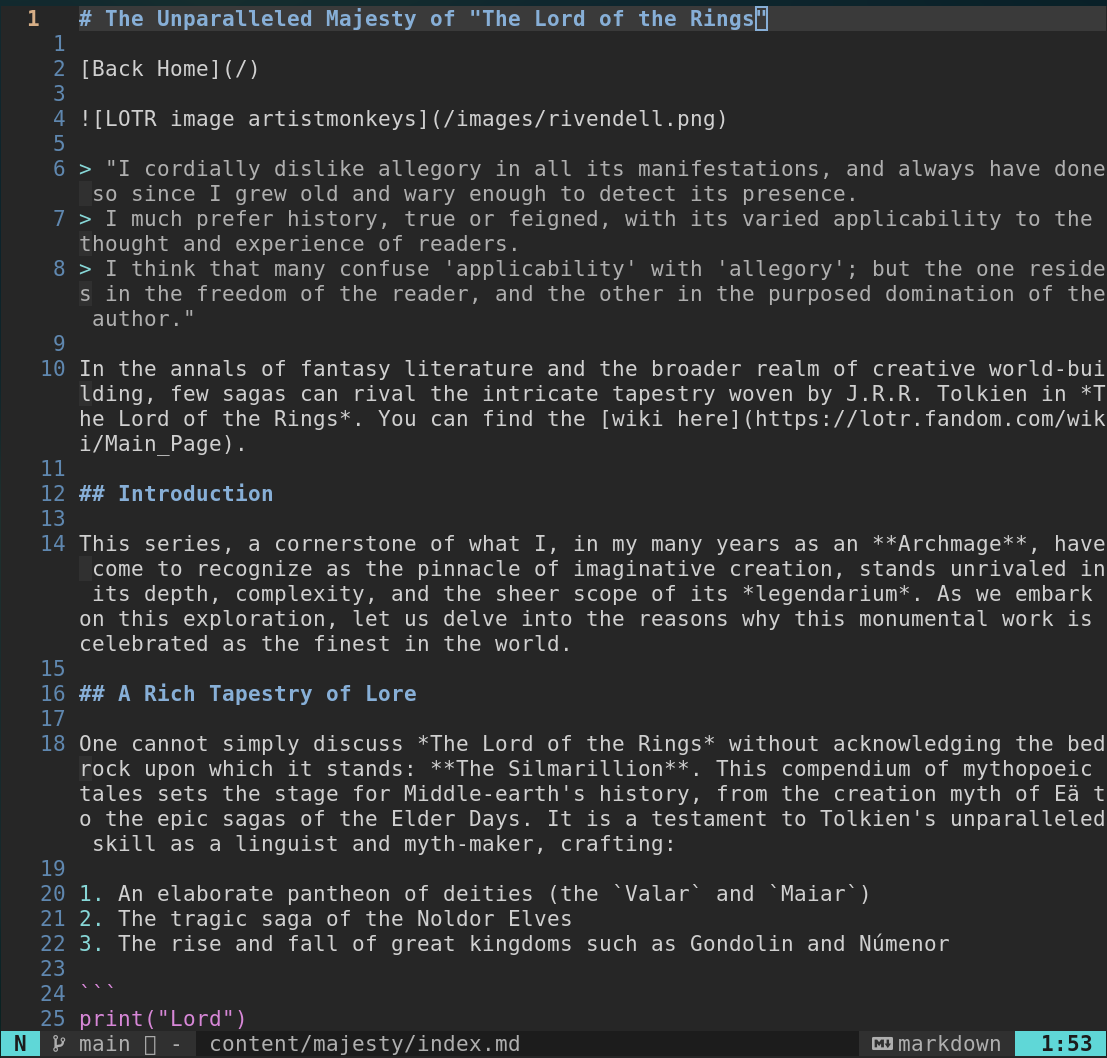 1 # The Unparalleled Majesty of "The Lord of the Rings"
1
2 [Back Home](/)
3
4 ![LOTR image artistmonkeys](/images/rivendell.png)
5
6 > "I cordially dislike allegory in all its manifestations, and always have done
so since I grew old and wary enough to detect its presence.
7 > I much prefer history, true or feigned, with its varied applicability to the
thought and experience of readers.
8 > I think that many confuse 'applicability' with 'allegory'; but the one reside
s in the freedom of the reader, and the other in the purposed domination of the
author."
9
10 In the annals of fantasy literature and the broader realm of creative world-bui
lding, few sagas can rival the intricate tapestry woven by J.R.R. Tolkien in *T
he Lord of the Rings*. You can find the [wiki here](https://lotr.fandom.com/wik
i/Main_Page).
11
12 ## Introduction
13
14 This series, a cornerstone of what I, in my many years as an **Archmage**, have
come to recognize as the pinnacle of imaginative creation, stands unrivaled in
its depth, complexity, and the sheer scope of its *legendarium*. As we embark
on this exploration, let us delve into the reasons why this monumental work is
celebrated as the finest in the world.
15
16 ## A Rich Tapestry of Lore
17
18 One cannot simply discuss *The Lord of the Rings* without acknowledging the bed
rock upon which it stands: **The Silmarillion**. This compendium of mythopoeic
tales sets the stage for Middle-earth's history, from the creation myth of Eä t
o the epic sagas of the Elder Days. It is a testament to Tolkien's unparalleled
skill as a linguist and myth-maker, crafting:
19
20 1. An elaborate pantheon of deities (the `Valar` and `Maiar`)
21 2. The tragic saga of the Noldor Elves
22 3. The rise and fall of great kingdoms such as Gondolin and Númenor
23
24 ```
25 print("Lord")
N main - content/majesty/index.md markdown 1:53